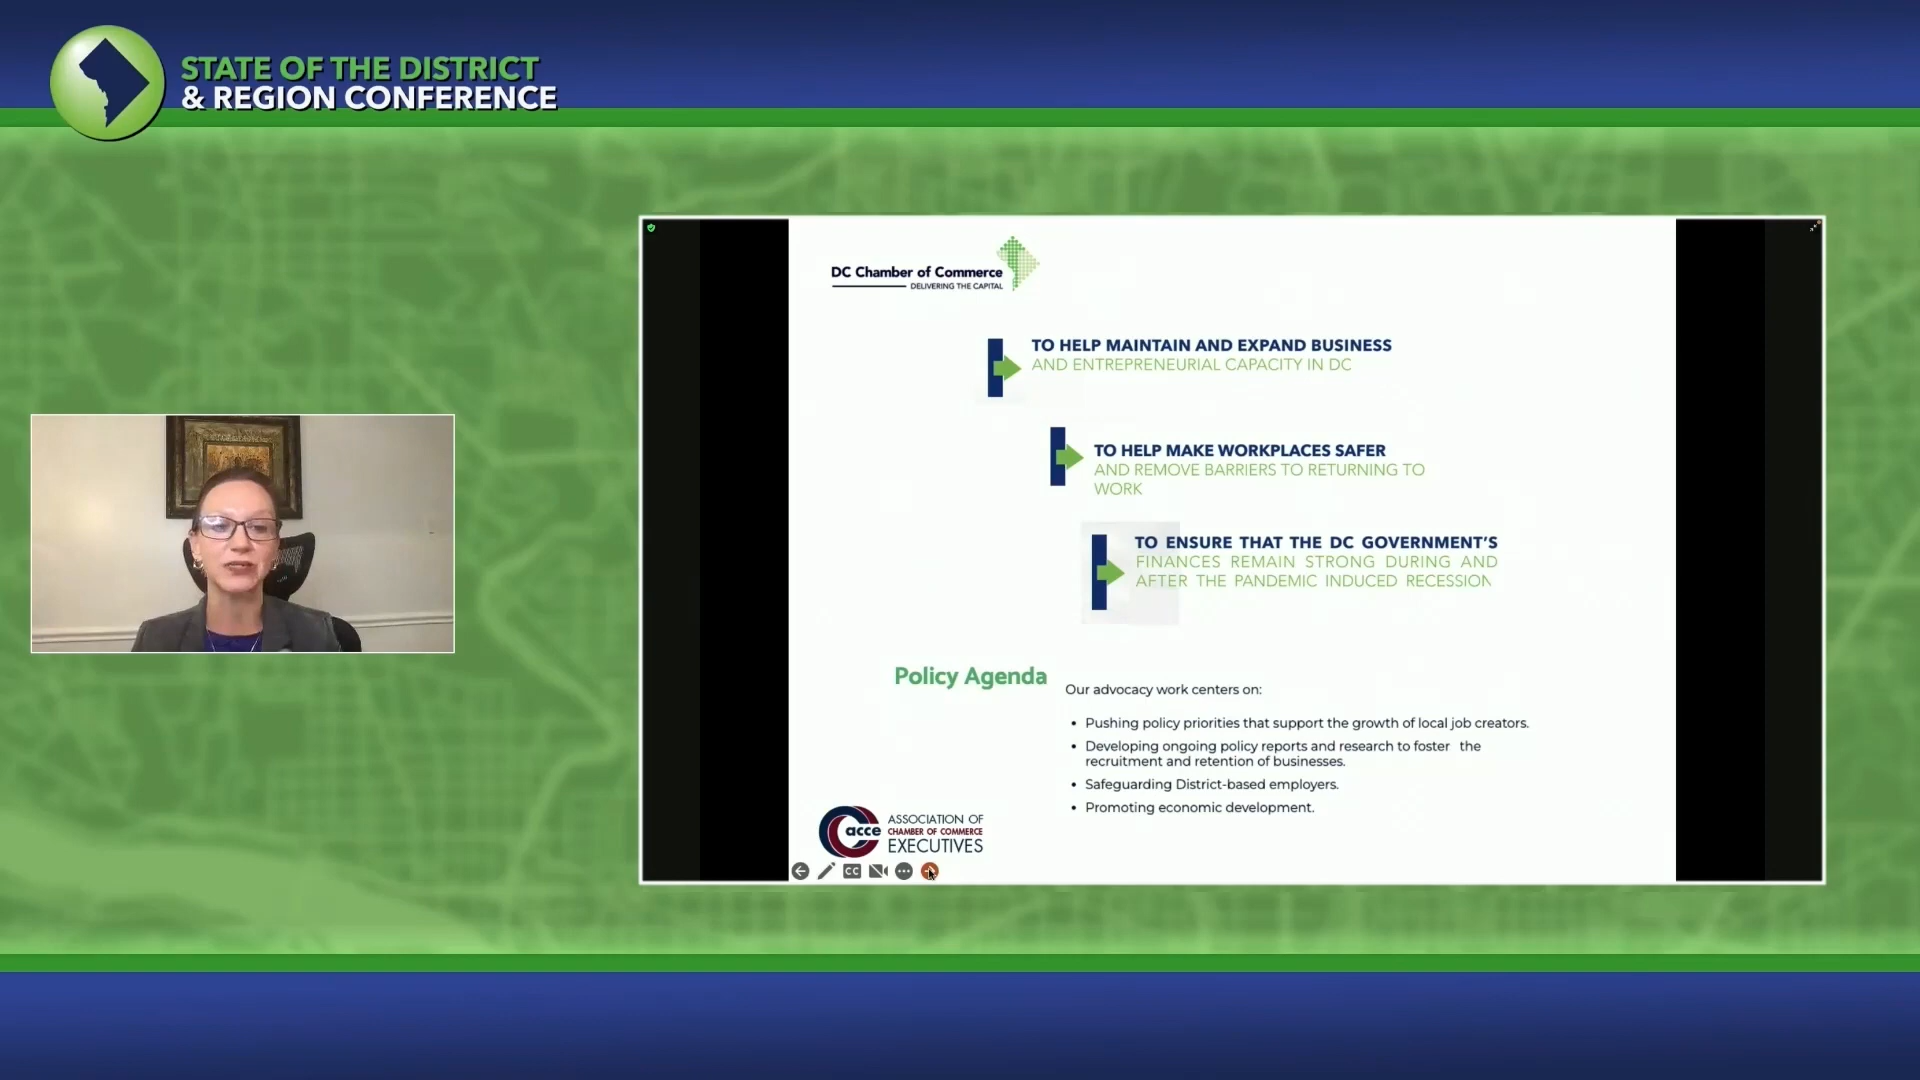 STATE OF THE DISTRICT
& REGION CONFERENCE
DC Chamber of Commerce
DELIVERING THE CAPITAL
TO HELP MAINTAIN AND EXPAND BUSINESS
AND ENTREPRENEURIAL CAPACITY IN DC
TO HELP MAKE WORKPLACES SAFER
AND REMOVE BARRIERS TO RETURNING TO
WORK
TO ENSURE THAT THE DC GOVERNMENT'S
FINANCES REMAIN STRONG DURING AND
AFTER THE PANDEMIC INDUCED RECESSION
Policy Agenda
Our advocacy work centers on:
• Pushing policy priorities that support the growth of local job creators.
• Developing ongoing policy reports and research to foster the
recruitment and retention of businesses.
• Safeguarding District-based employers.
• Promoting economic development.
acce
ASSOCIATION OF
CHAMBER OF COMMERCE
EXECUTIVES
CC